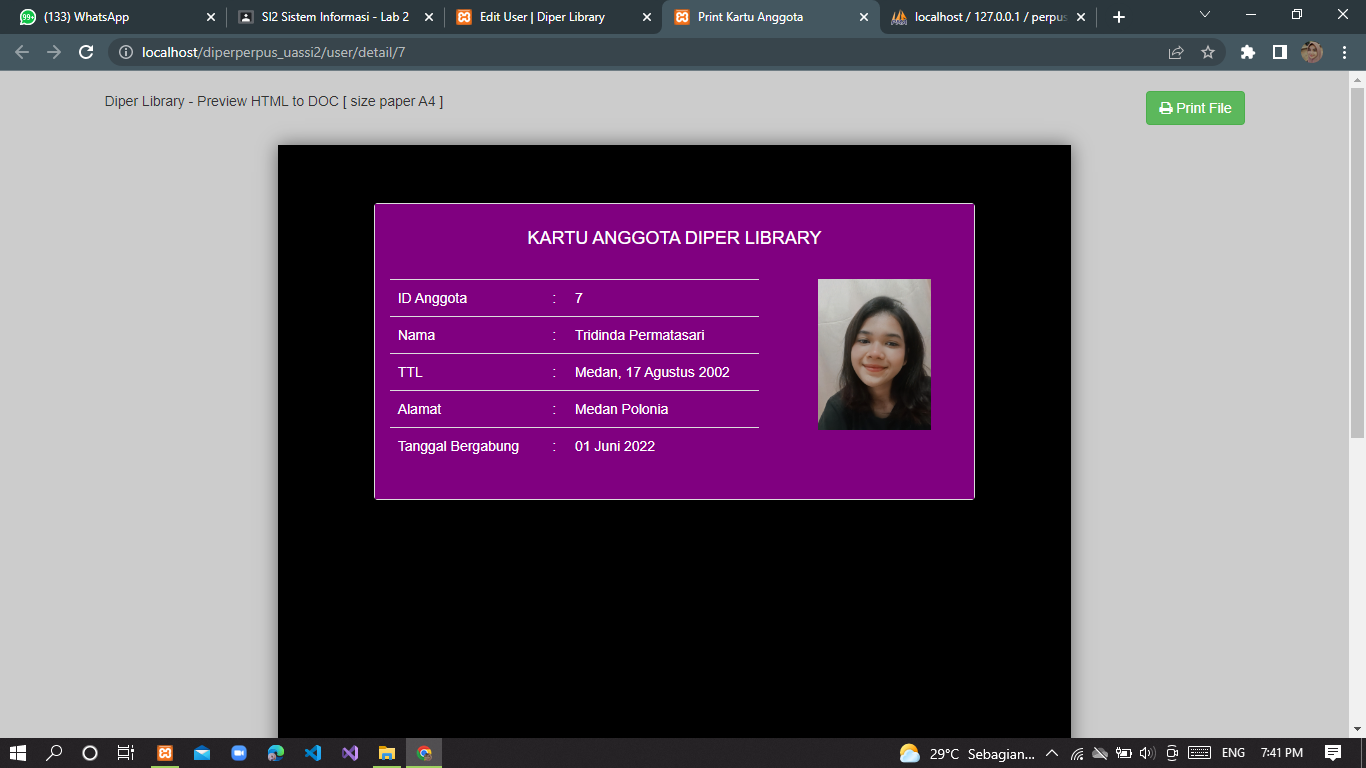 (133) WhatsApp
SI2 Sistem Informasi - Lab 2
Edit User | Diper Library
Print Kartu Anggota
localhost / 127.0.0.1 / perpus
localhost/diperperpus_uassi2/user/detail/7
Diper Library - Preview HTML to DOC [ size paper A4 ]
Print File
KARTU ANGGOTA DIPER LIBRARY
ID Anggota : 7
Nama : Tridinda Permatasari
TTL : Medan, 17 Agustus 2002
Alamat : Medan Polonia
Tanggal Bergabung : 01 Juni 2022
29°C Sebagian... ENG 7:41 PM